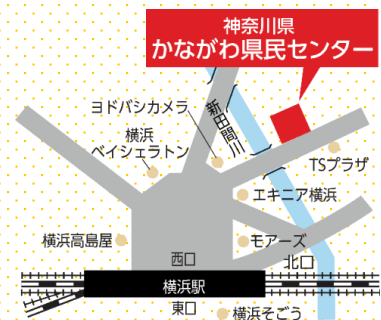 神奈川県
かながわ県民センター
ヨドバシカメラ
新田間川
横浜
ベイシェラトン
TSプラザ
エキニア横浜
横浜高島屋
西口
モアーズ
北口
横浜駅
東口
横浜そごう